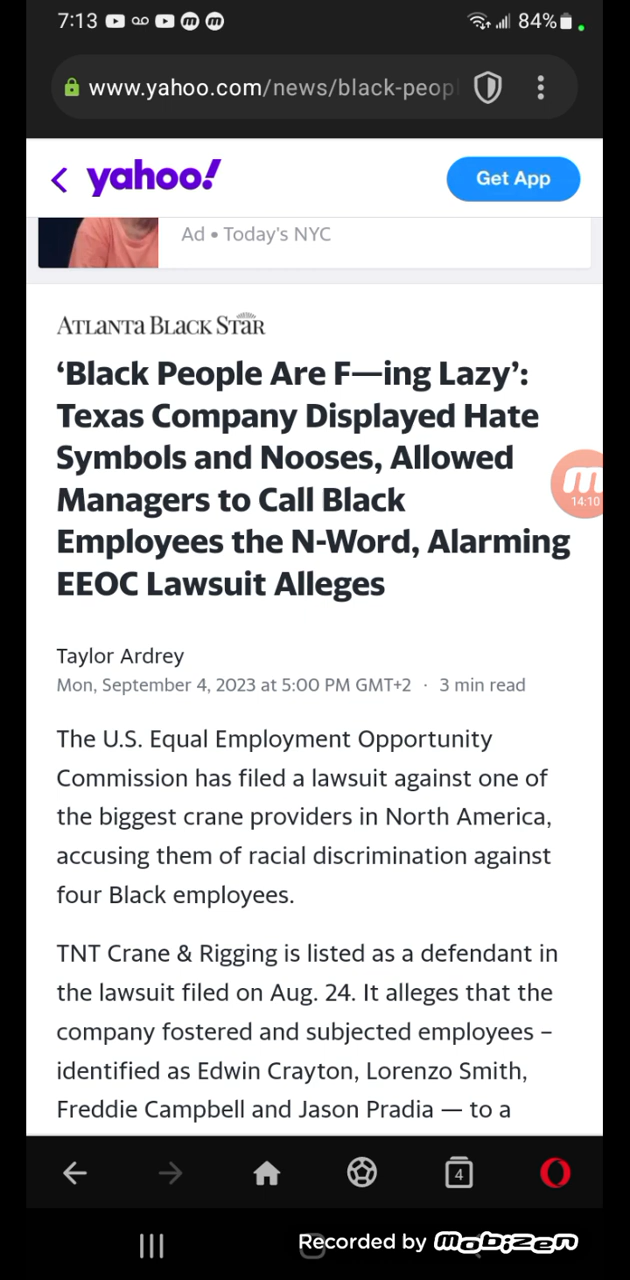 7:13
84%
www.yahoo.com/news/black-peopl
yahoo!
Get App
Ad • Today's NYC
ATLANTA BLACK STAR
‘Black People Are F—ing Lazy’:
Texas Company Displayed Hate
Symbols and Nooses, Allowed
Managers to Call Black
Employees the N-Word, Alarming
EEOC Lawsuit Alleges
m
14:10
Taylor Ardrey
Mon, September 4, 2023 at 5:00 PM GMT+2 · 3 min read
The U.S. Equal Employment Opportunity
Commission has filed a lawsuit against one of
the biggest crane providers in North America,
accusing them of racial discrimination against
four Black employees.
TNT Crane & Rigging is listed as a defendant in
the lawsuit filed on Aug. 24. It alleges that the
company fostered and subjected employees –
identified as Edwin Crayton, Lorenzo Smith,
Freddie Campbell and Jason Pradia — to a
4
Recorded by mobizen